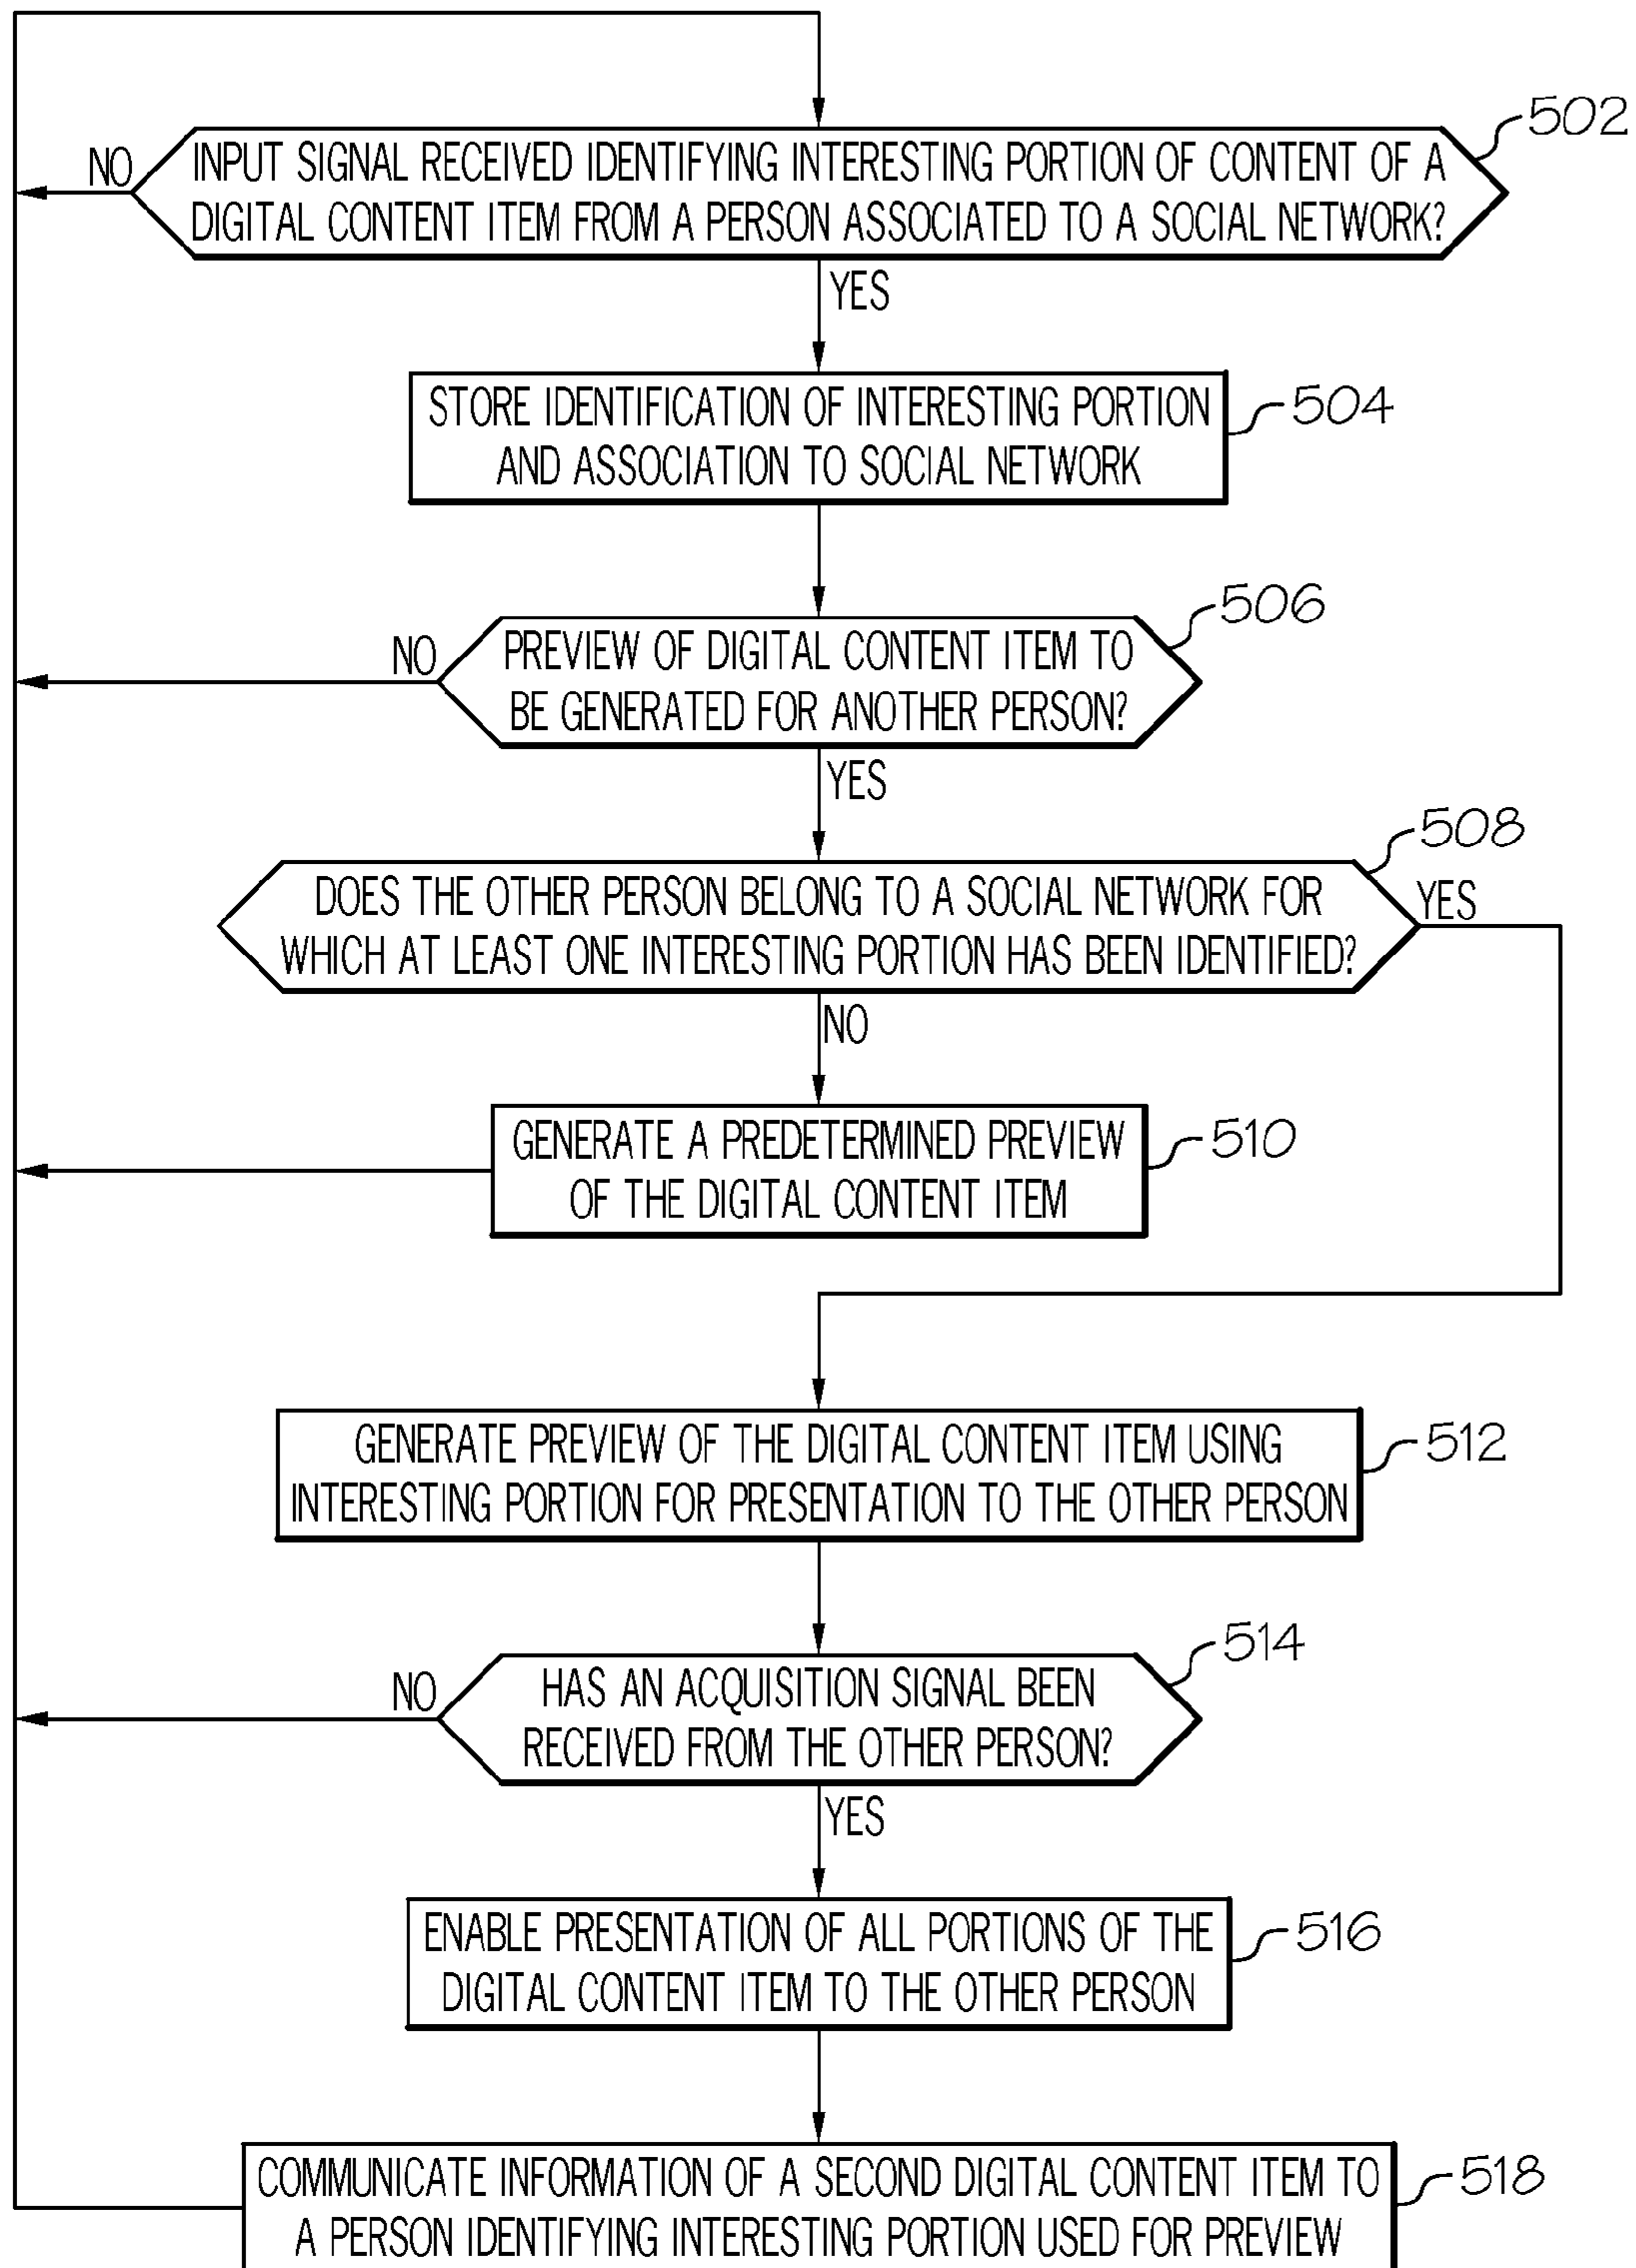 502
NO
INPUT SIGNAL RECEIVED IDENTIFYING INTERESTING PORTION OF CONTENT OF A
DIGITAL CONTENT ITEM FROM A PERSON ASSOCIATED TO A SOCIAL NETWORK?
YES
STORE IDENTIFICATION OF INTERESTING PORTION
AND ASSOCIATION TO SOCIAL NETWORK
504
506
NO
PREVIEW OF DIGITAL CONTENT ITEM TO
BE GENERATED FOR ANOTHER PERSON?
YES
508
DOES THE OTHER PERSON BELONG TO A SOCIAL NETWORK FOR
WHICH AT LEAST ONE INTERESTING PORTION HAS BEEN IDENTIFIED?
YES
NO
GENERATE A PREDETERMINED PREVIEW
OF THE DIGITAL CONTENT ITEM
510
GENERATE PREVIEW OF THE DIGITAL CONTENT ITEM USING
INTERESTING PORTION FOR PRESENTATION TO THE OTHER PERSON
512
514
NO
HAS AN ACQUISITION SIGNAL BEEN
RECEIVED FROM THE OTHER PERSON?
YES
ENABLE PRESENTATION OF ALL PORTIONS OF THE
DIGITAL CONTENT ITEM TO THE OTHER PERSON
516
COMMUNICATE INFORMATION OF A SECOND DIGITAL CONTENT ITEM TO
A PERSON IDENTIFYING INTERESTING PORTION USED FOR PREVIEW
518